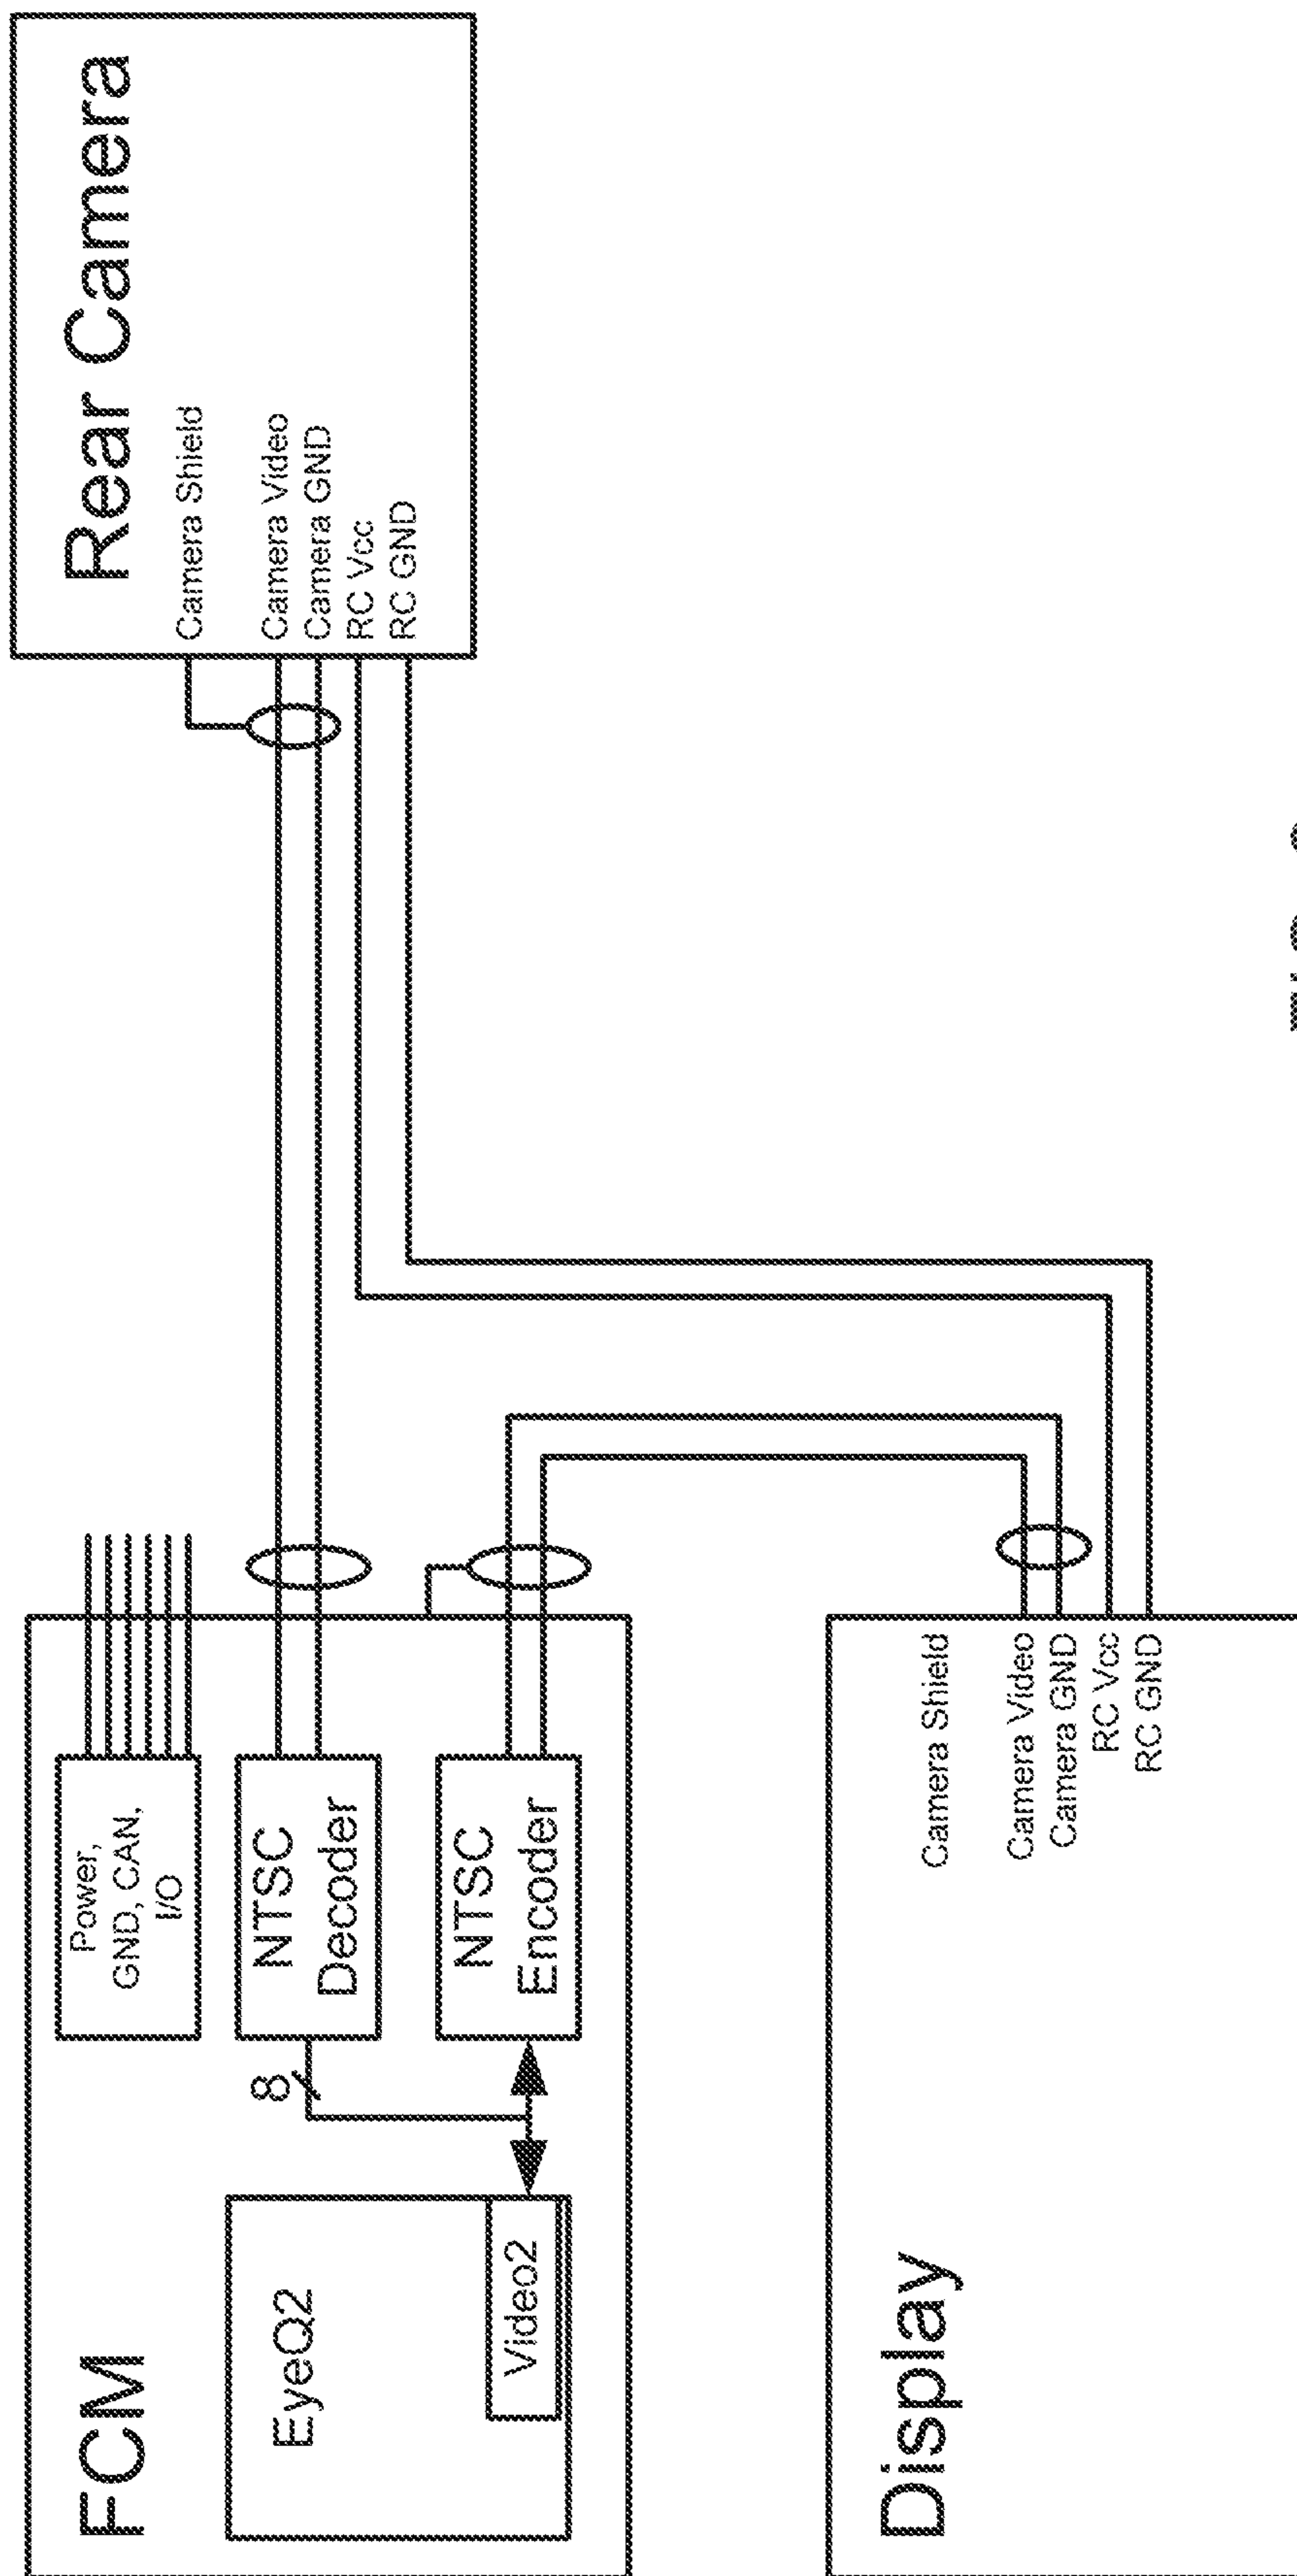 FCM
EyeQ2
Video2
Power,
GND, CAN,
I/O
8
NTSC
Decoder
NTSC
Encoder
Rear Camera
Camera Shield
Camera Video
Camera GND
RC Vcc
RC GND
Display
Camera Shield
Camera Video
Camera GND
RC Vcc
RC GND